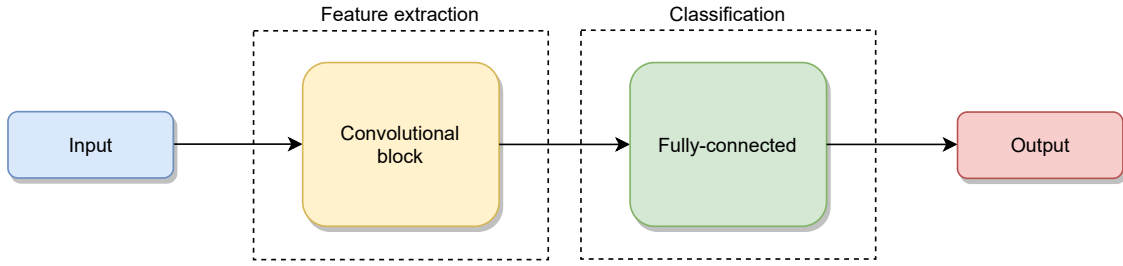 Feature extraction
Classification
Input
Convolutional
block
Fully-connected
Output